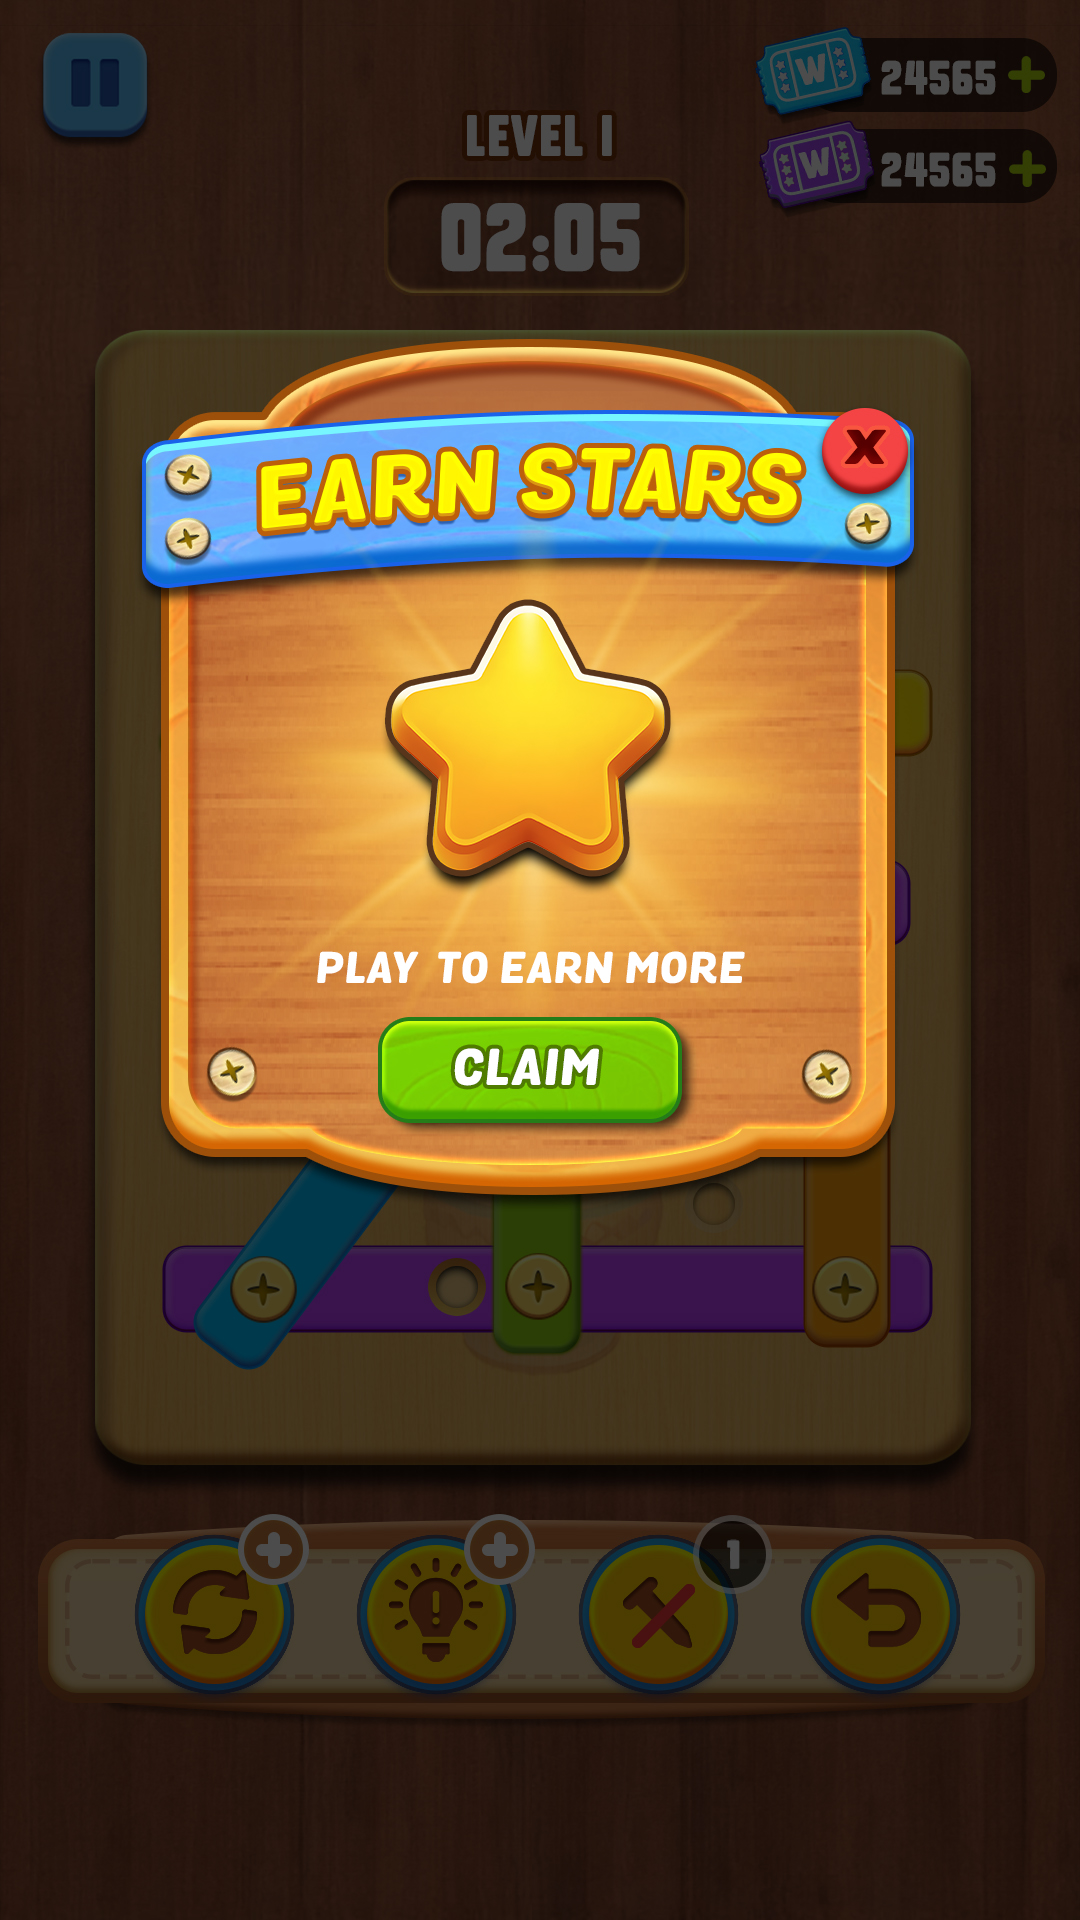 W 24565 +
LEVEL 1
W 24565 +
02:05
EARN STARS
X
PLAY TO EARN MORE
CLAIM
1